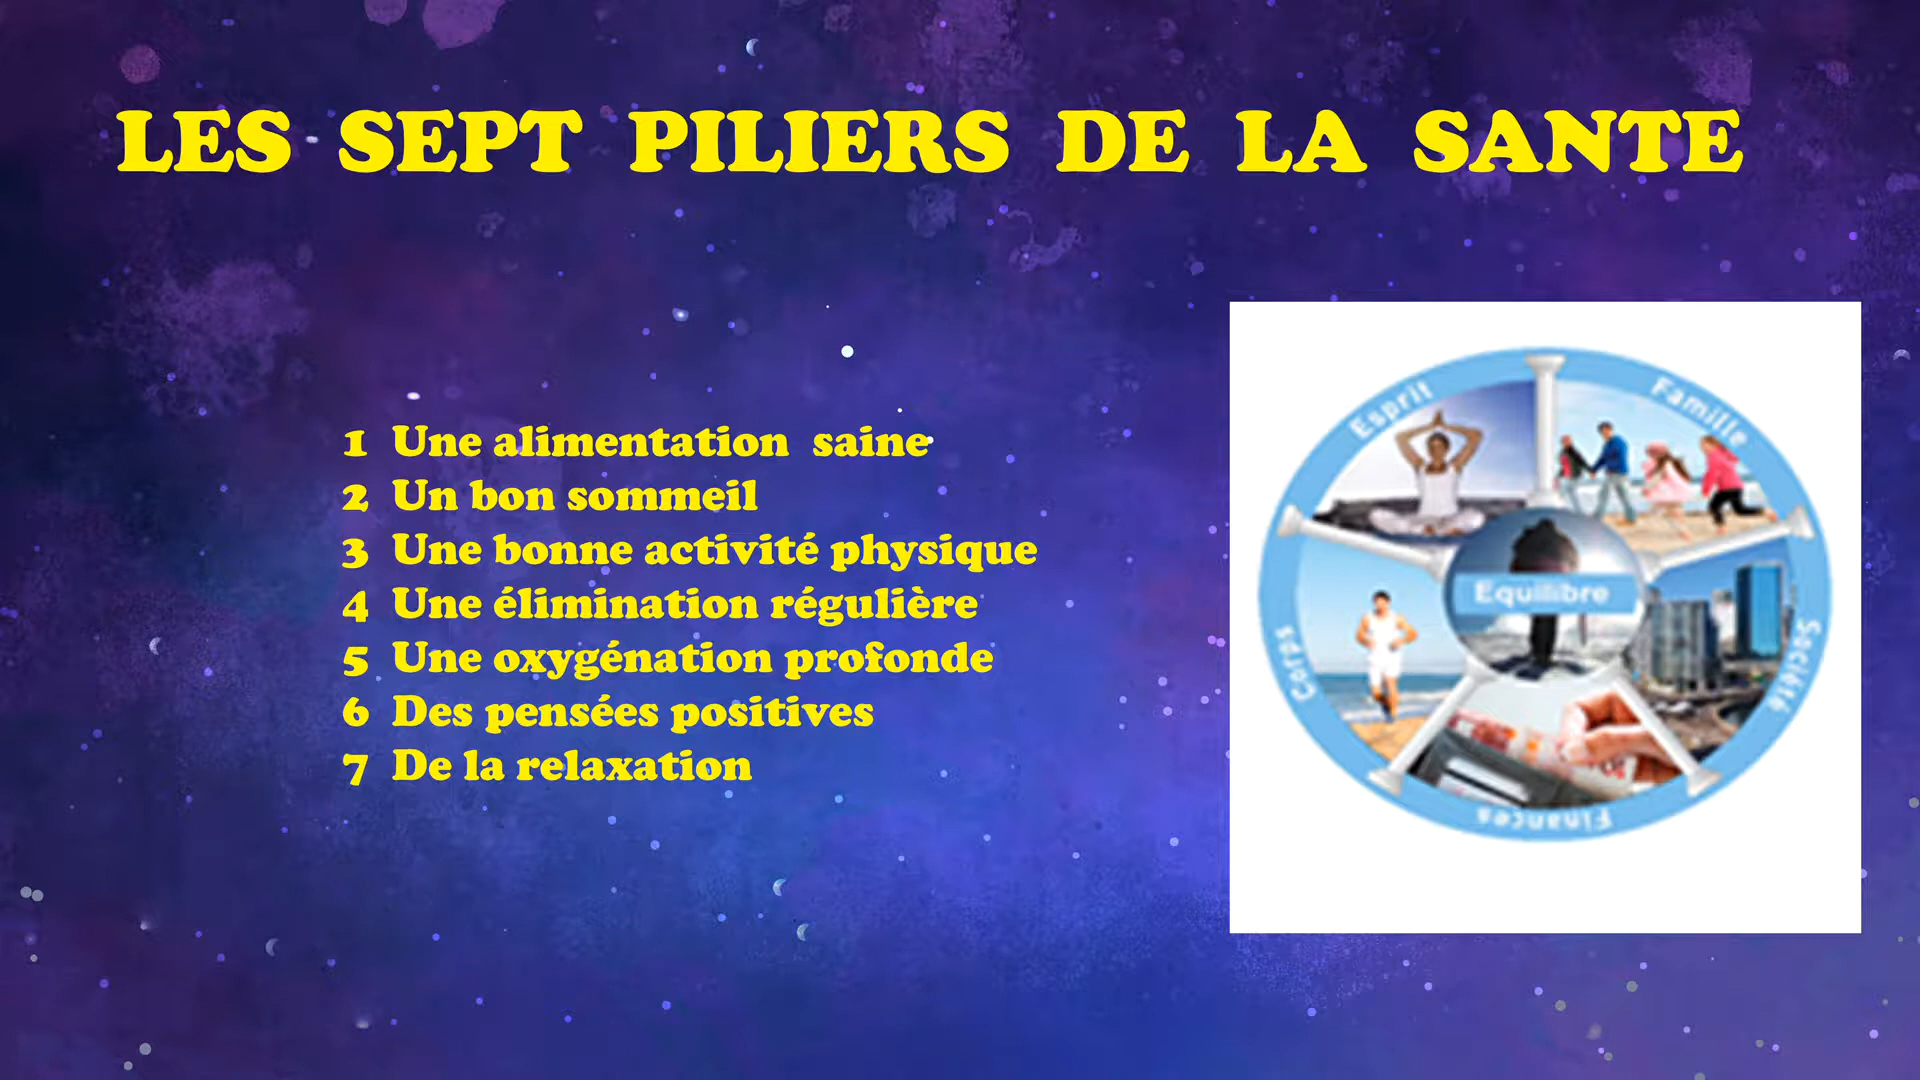 LES SEPT PILIERS DE LA SANTE
1 Une alimentation saine
2 Un bon sommeil
3 Une bonne activité physique
4 Une élimination régulière
5 Une oxygénation profonde
6 Des pensées positives
7 De la relaxation
Esprit
Famille
Equilibre
Corps
Société
Finances